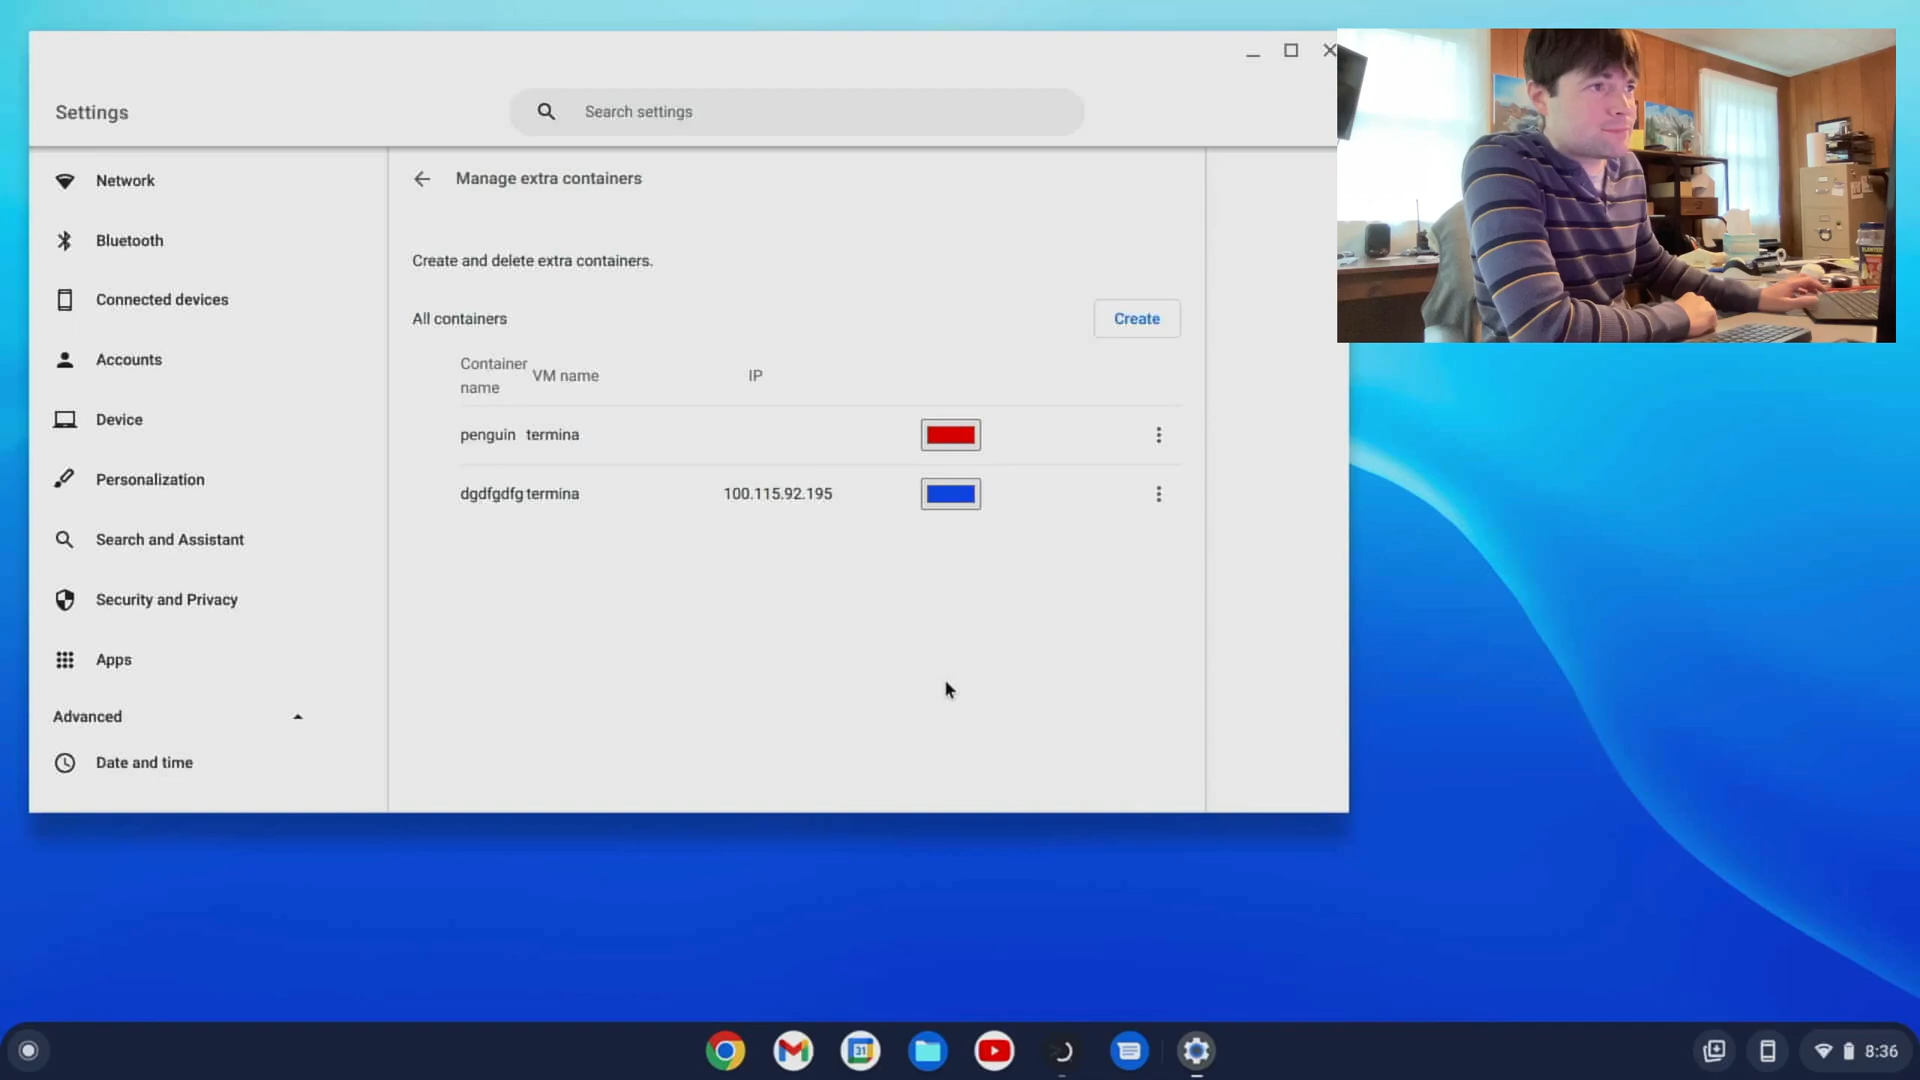 Settings
Search settings
Network
Bluetooth
Connected devices
Accounts
Device
Personalization
Search and Assistant
Security and Privacy
Apps
Advanced
Date and time
Manage extra containers
Create and delete extra containers.
All containers
Create
Container name
VM name
IP
penguin termina
dgdfgdfg termina 100.115.92.195
31
8:36